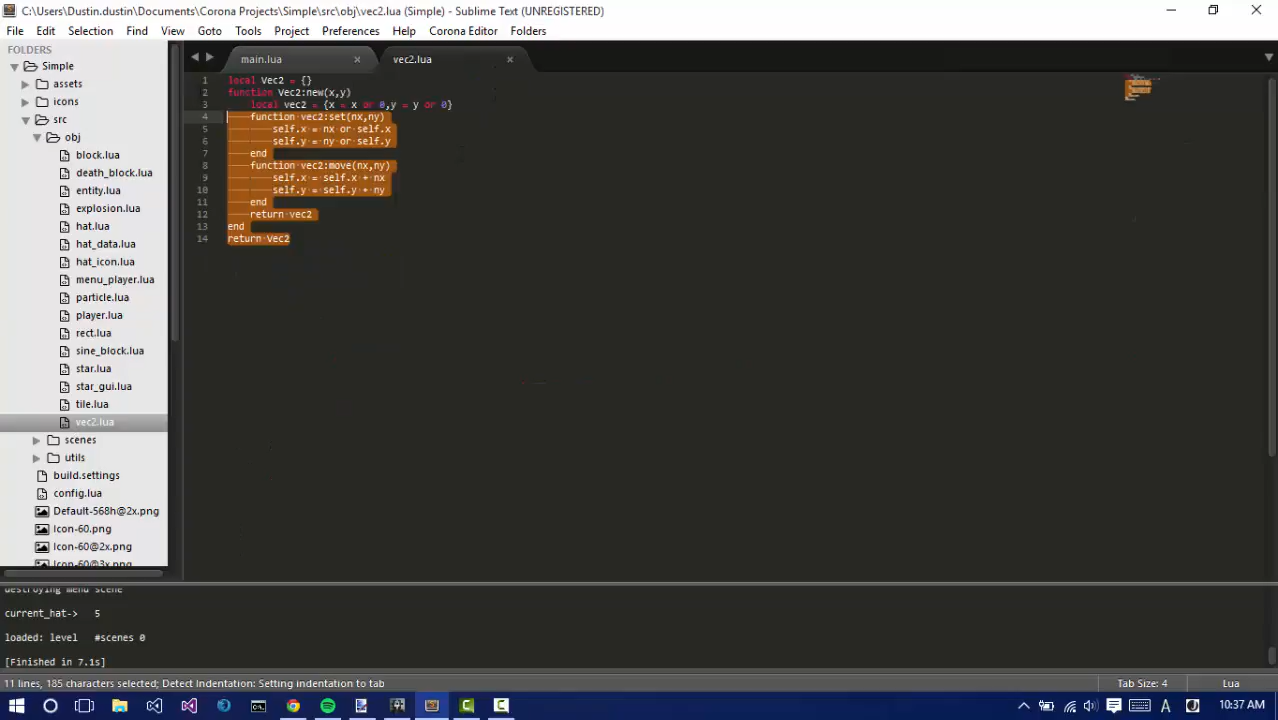 C:\Users\Dustin.dustin\Documents\Corona Projects\Simple\src\obj\vec2.lua (Simple) - Sublime Text (UNREGISTERED)
File Edit Selection Find View Goto Tools Project Preferences Help Corona Editor Folders
FOLDERS
Simple
assets
icons
src
obj
block.lua
death_block.lua
entity.lua
explosion.lua
hat.lua
hat_data.lua
hat_icon.lua
menu_player.lua
particle.lua
player.lua
rect.lua
sine_block.lua
star.lua
star_gui.lua
tile.lua
vec2.lua
scenes
utils
build.settings
config.lua
Default-568h@2x.png
Icon-60.png
Icon-60@2x.png
Icon-60@3x.png
main.lua
vec2.lua
1 local Vec2 = {}
2 function Vec2:new(x,y)
3 local vec2 = {x = x or 0,y = y or 0}
4 function vec2:set(nx,ny)
5 self.x = nx or self.x
6 self.y = ny or self.y
7 end
8 function vec2:move(nx,ny)
9 self.x = self.x + nx
10 self.y = self.y + ny
11 end
12 return vec2
13 end
14 return Vec2
destroying menu scene
current_hat-> 5
loaded: level #scenes 0
[Finished in 7.1s]
11 lines, 185 characters selected; Detect Indentation: Setting indentation to tab
Tab Size: 4
Lua
10:37 AM